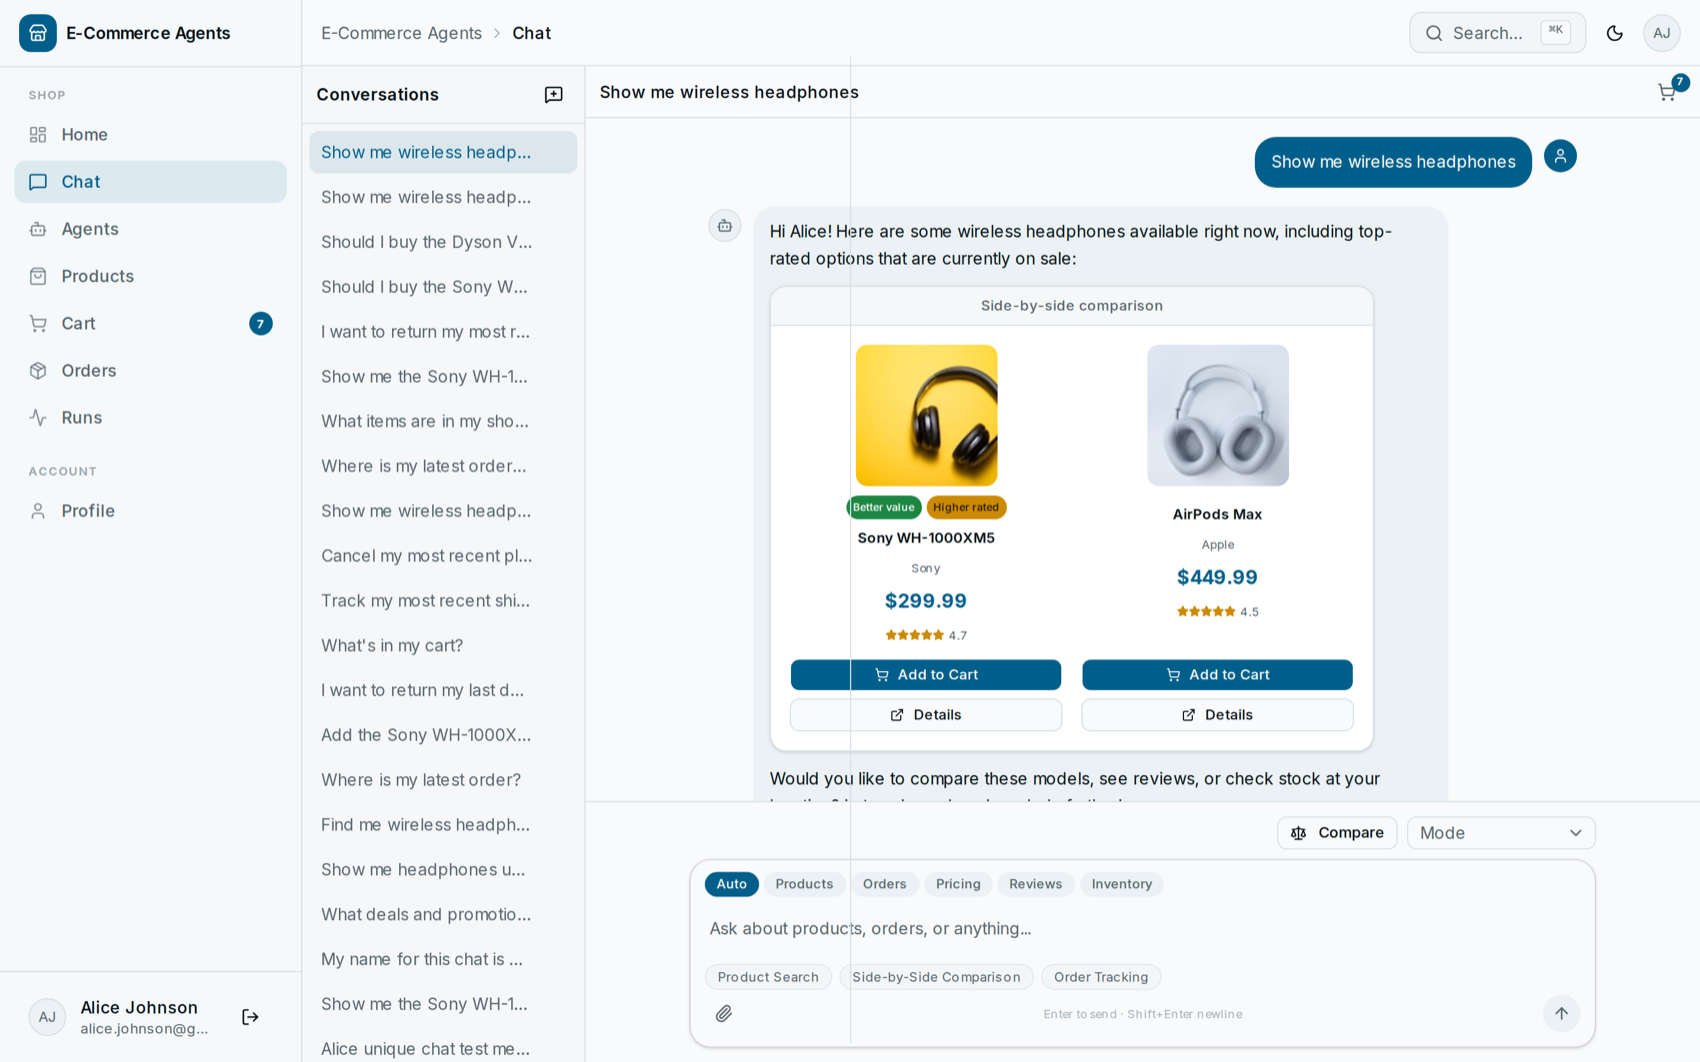 E-Commerce Agents
SHOP
Home
Chat
Agents
Products
Cart
7
Orders
Runs
ACCOUNT
Profile
AJ
Alice Johnson
alice.johnson@g...
E-Commerce Agents
Chat
Search...
⌘K
AJ
Conversations
Show me wireless headp...
Show me wireless headp...
Should I buy the Dyson V...
Should I buy the Sony W...
I want to return my most r...
Show me the Sony WH-1...
What items are in my sho...
Where is my latest order...
Show me wireless headp...
Cancel my most recent pl...
Track my most recent shi...
What's in my cart?
I want to return my last d...
Add the Sony WH-1000X...
Where is my latest order?
Find me wireless headph...
Show me headphones u...
What deals and promotio...
My name for this chat is ...
Show me the Sony WH-1...
Alice unique chat test me...
Show me wireless headphones
7
Show me wireless headphones
Hi Alice! Here are some wireless headphones available right now, including top-
rated options that are currently on sale:
Side-by-side comparison
Better value
Higher rated
Sony WH-1000XM5
Sony
$299.99
4.7
Add to Cart
Details
AirPods Max
Apple
$449.99
4.5
Add to Cart
Details
Would you like to compare these models, see reviews, or check stock at your
Compare
Mode
Auto
Products
Orders
Pricing
Reviews
Inventory
Ask about products, orders, or anything...
Product Search
Side-by-Side Comparison
Order Tracking
Enter to send · Shift+Enter newline